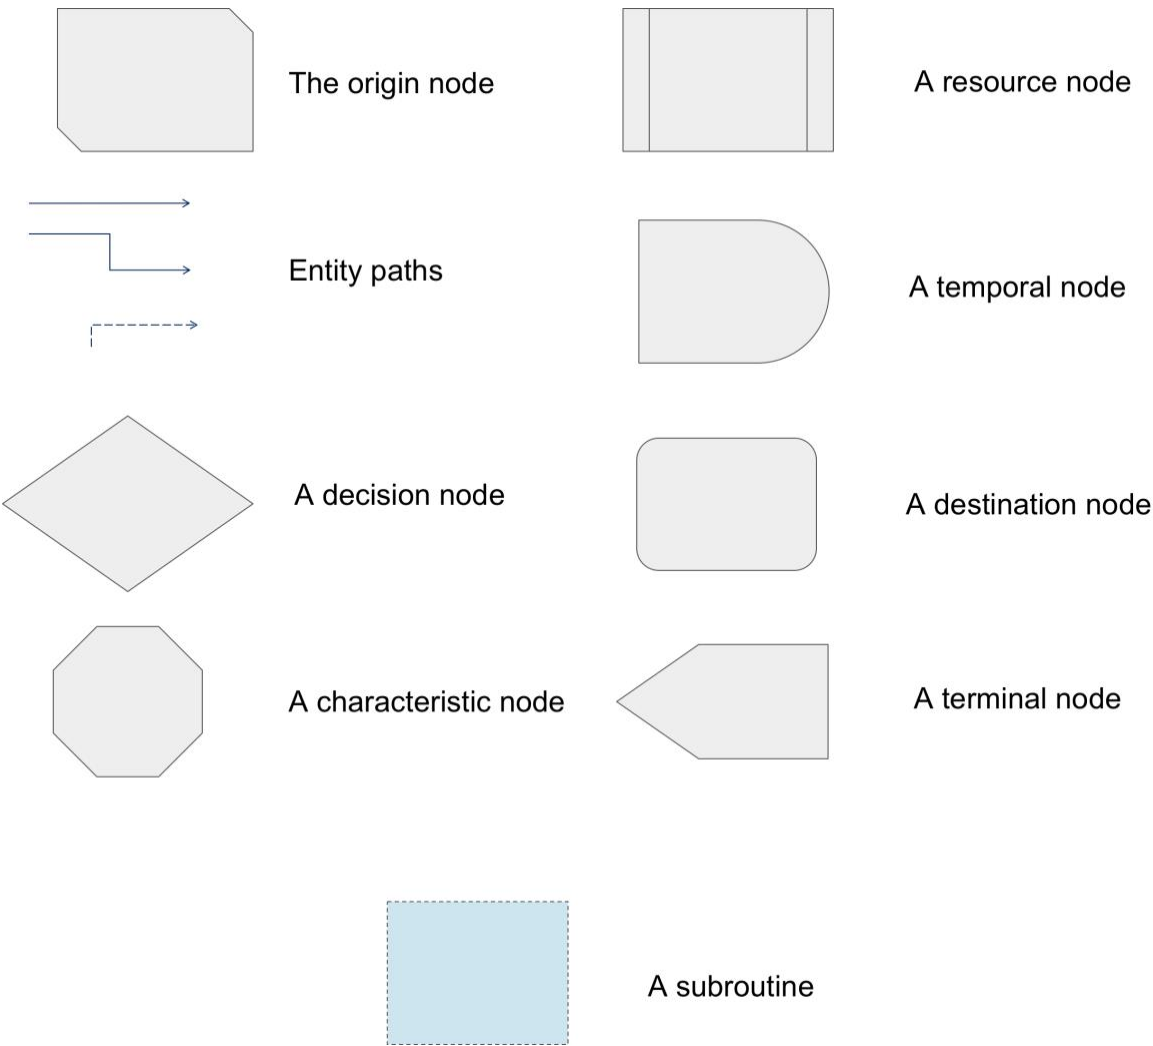 The origin node
A resource node
Entity paths
A temporal node
A decision node
A destination node
A characteristic node
A terminal node
A subroutine